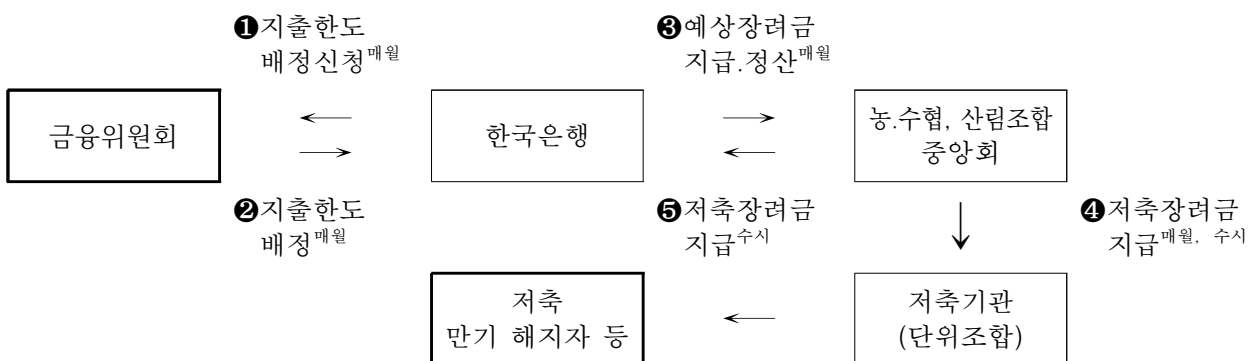 ❶지출한도
배정신청매월
❸예상장려금
지급.정산매월
금융위원회
한국은행
농.수협, 산림조합
중앙회
❷지출한도
배정매월
❺저축장려금
지급수시
❹저축장려금
지급매월, 수시
저축
만기 해지자 등
저축기관
(단위조합)